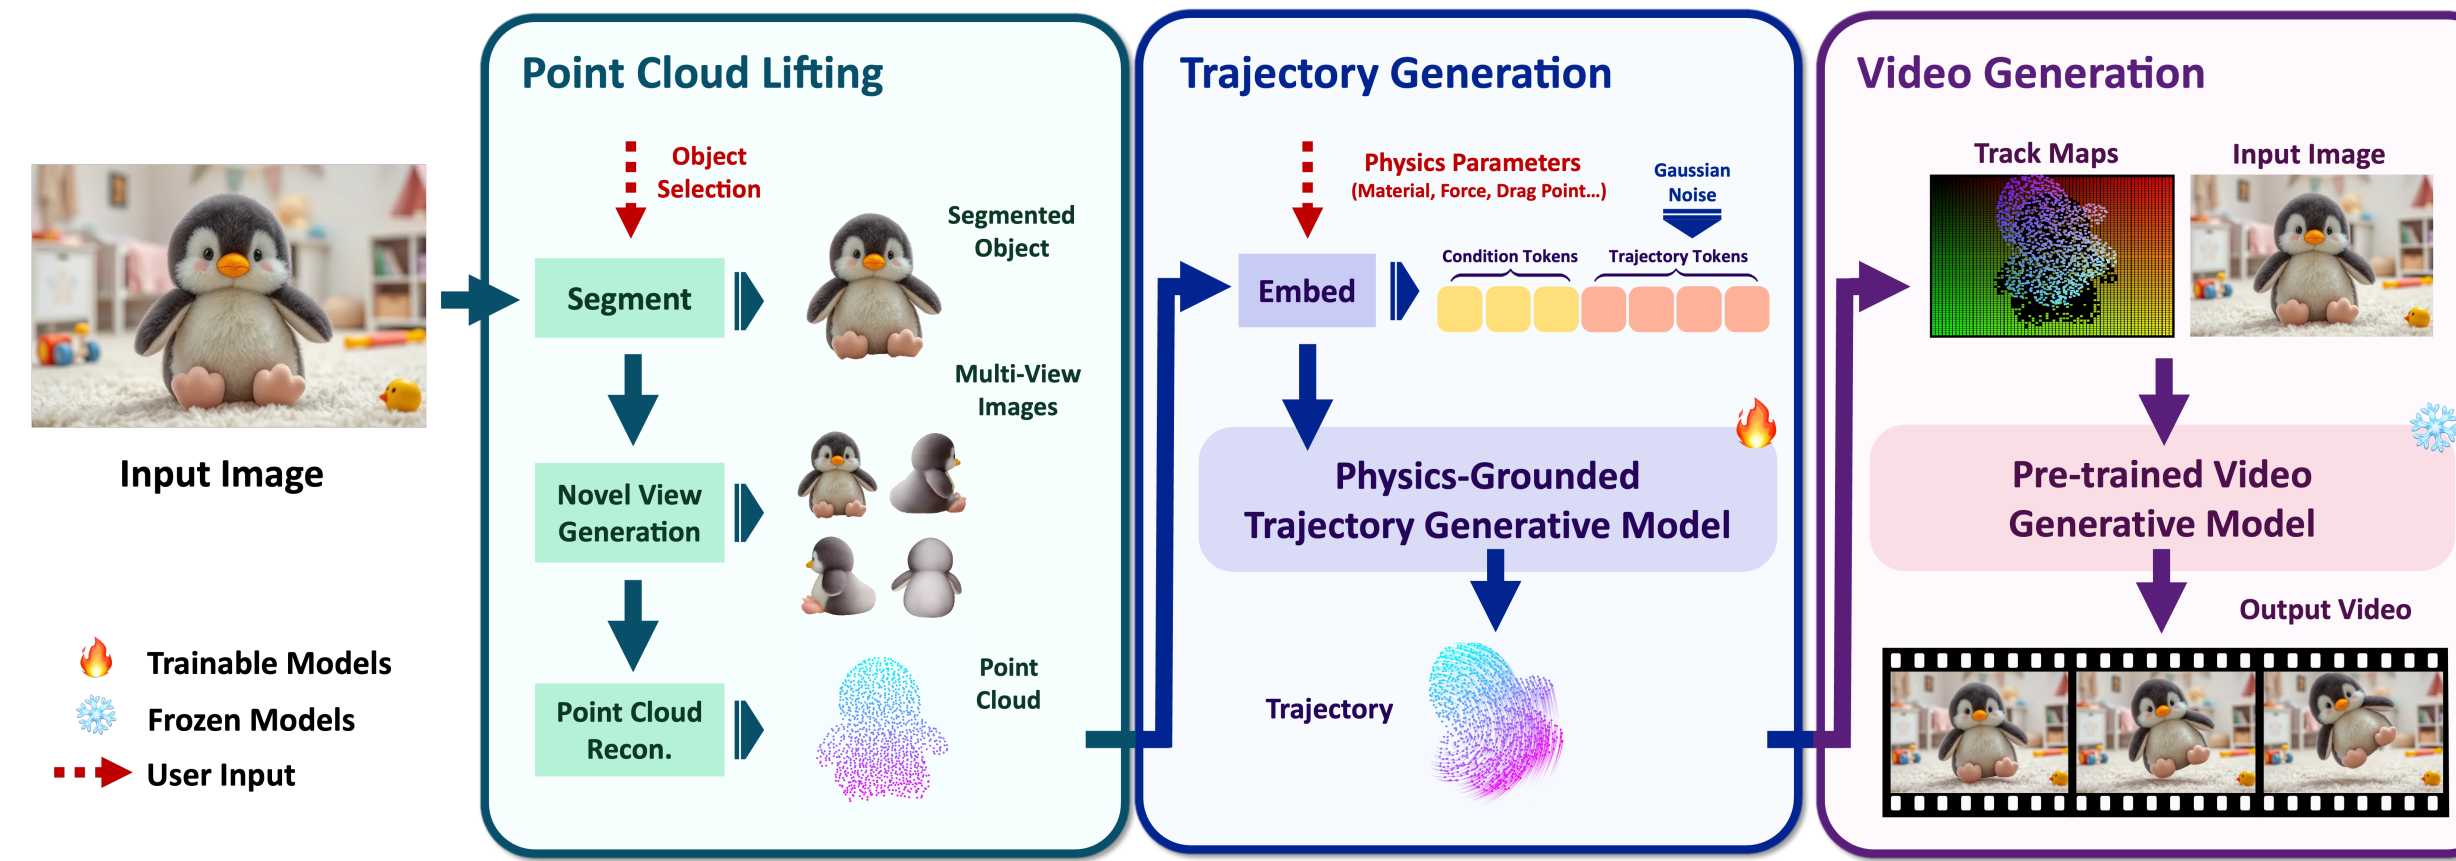 Input Image
Trainable Models
Frozen Models
User Input
Point Cloud Lifting
Object
Selection
Segment
Segmented
Object
Multi-View
Images
Novel View
Generation
Point Cloud
Recon.
Point
Cloud
Trajectory Generation
Physics Parameters
(Material, Force, Drag Point...)
Gaussian
Noise
Embed
Condition Tokens
Trajectory Tokens
Physics-Grounded
Trajectory Generative Model
Trajectory
Video Generation
Track Maps
Input Image
Pre-trained Video
Generative Model
Output Video